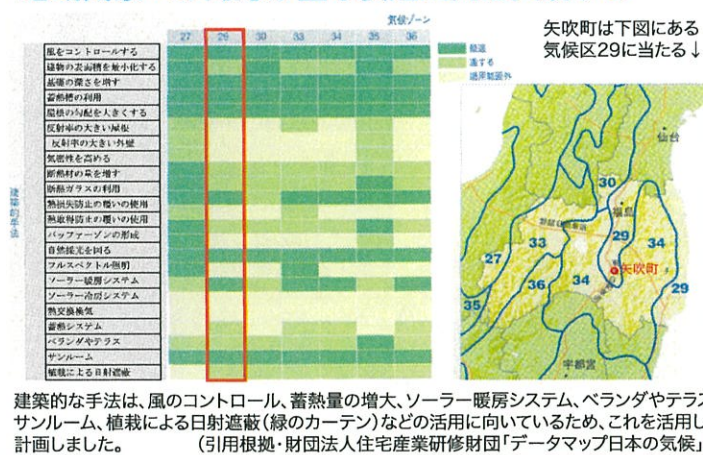 気候ゾーン
27 29 30 33 34 35 36
風をコントロールする
建物の表面積を最小化する
基礎の深さを増す
蓄熱槽の利用
屋根の勾配を大きくする
反射率の大きい屋根
反射率の大きい外壁
気密性を高める
断熱材の量を増す
断熱ガラスの利用
熱損失防止の覆いの使用
熱取得防止の覆いの使用
バッファーゾーンの形成
自然採光を図る
フルスペクトル照明
ソーラー暖房システム
ソーラー冷房システム
熱交換換気
蓄熱システム
ベランダやテラス
サンルーム
植栽による日射遮蔽
建築的手法
最適
適する
適用範囲外
矢吹町は下図にある
気候区29に当たる↓
仙台
30
福島
29
33
34
27
矢吹町
36
34
29
35
宇都宮
建築的な手法は、風のコントロール、蓄熱量の増大、ソーラー暖房システム、ベランダやテラス
サンルーム、植栽による日射遮蔽(緑のカーテン)などの活用に向いているため、これを活用し
計画しました。 (引用根拠・財団法人住宅産業研修財団「データマップ日本の気候」